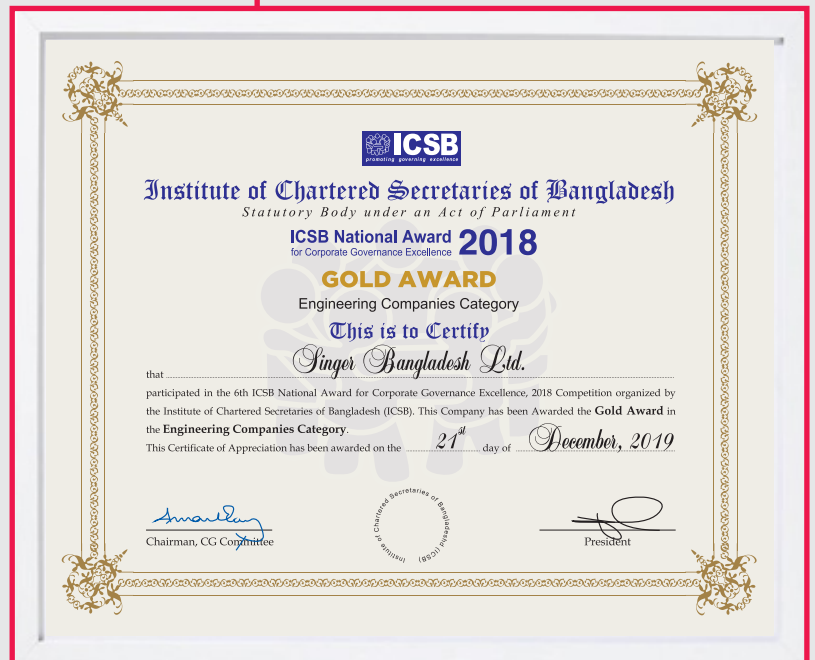 ICSB
promoting governing excellence
Institute of Chartered Secretaries of Bangladesh
Statutory Body under an Act of Parliament
ICSB National Award
for Corporate Governance Excellence
2018
GOLD AWARD
Engineering Companies Category
This is to Certify
that Singer Bangladesh Ltd.
participated in the 6th ICSB National Award for Corporate Governance Excellence, 2018 Competition organized by
the Institute of Chartered Secretaries of Bangladesh (ICSB). This Company has been Awarded the Gold Award in
the Engineering Companies Category.
This Certificate of Appreciation has been awarded on the 21st day of December, 2019
Chairman, CG Committee
Institute of Chartered Secretaries of Bangladeshd (ICSB)
President